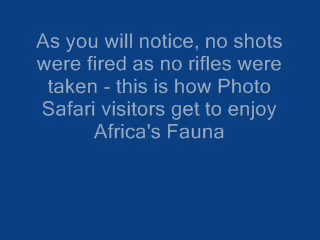 As you will notice, no shots
were fired as no rifles were
taken - this is how Photo
Safari visitors get to enjoy
Africa's Fauna